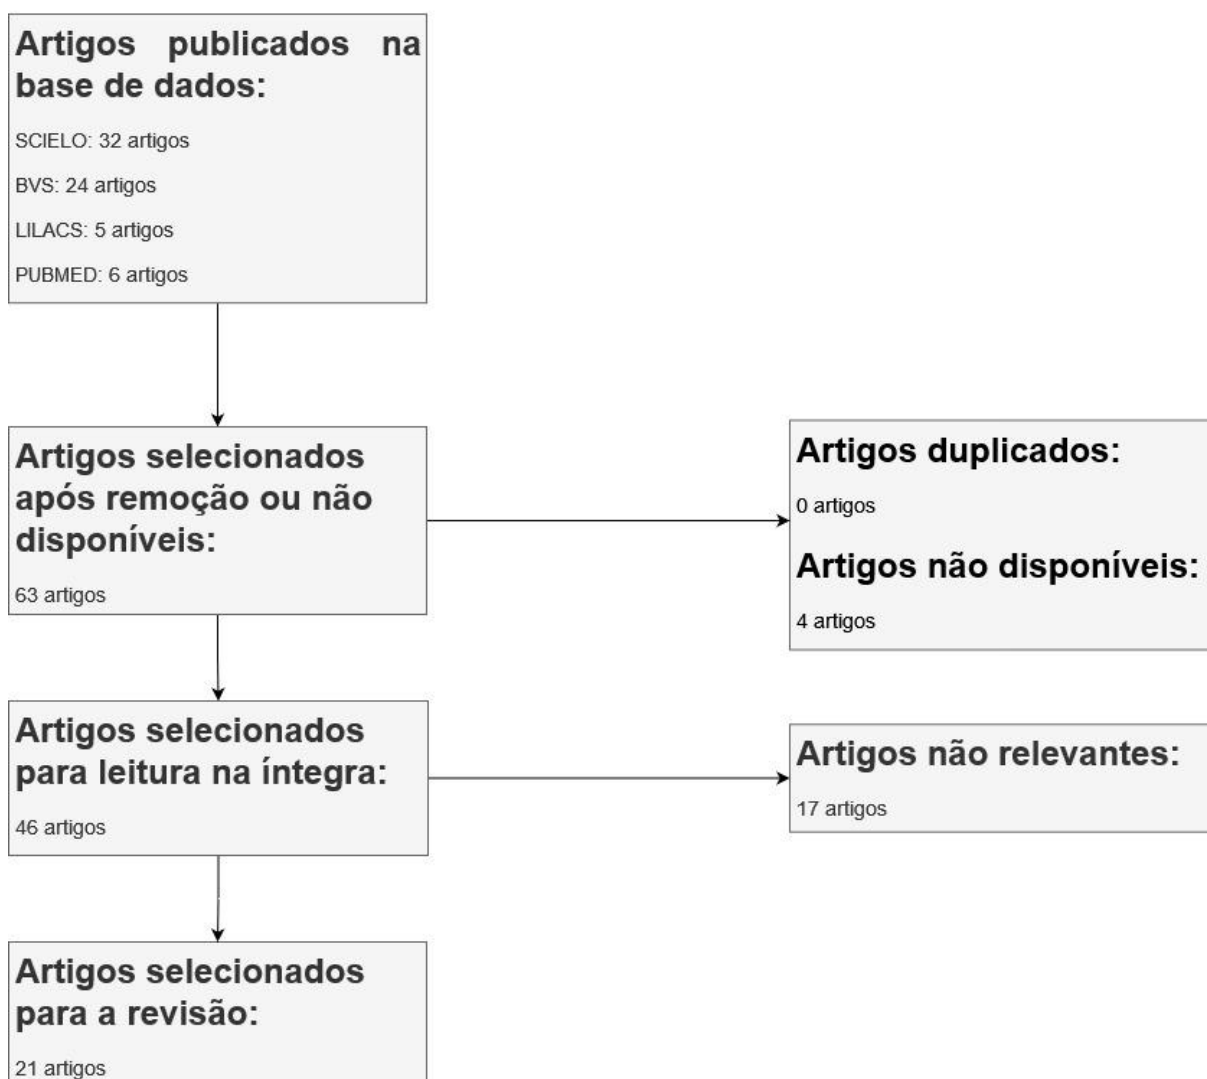 Artigos publicados na
base de dados:
SCIELO: 32 artigos
BVS: 24 artigos
LILACS: 5 artigos
PUBMED: 6 artigos
Artigos selecionados
após remoção ou não
disponíveis:
63 artigos
Artigos duplicados:
0 artigos
Artigos não disponíveis:
4 artigos
Artigos selecionados
para leitura na íntegra:
46 artigos
Artigos não relevantes:
17 artigos
Artigos selecionados
para a revisão:
21 artigos